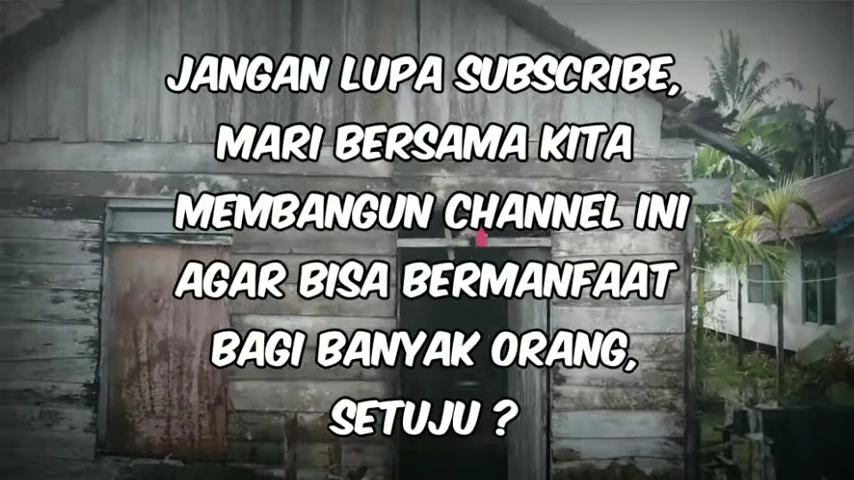 JANGAN LUPA SUBSCRIBE,
MARI BERSAMA KITA
MEMBANGUN CHANNEL INI
AGAR BISA BERMANFAAT
BAGI BANYAK ORANG,
SETUJU ?